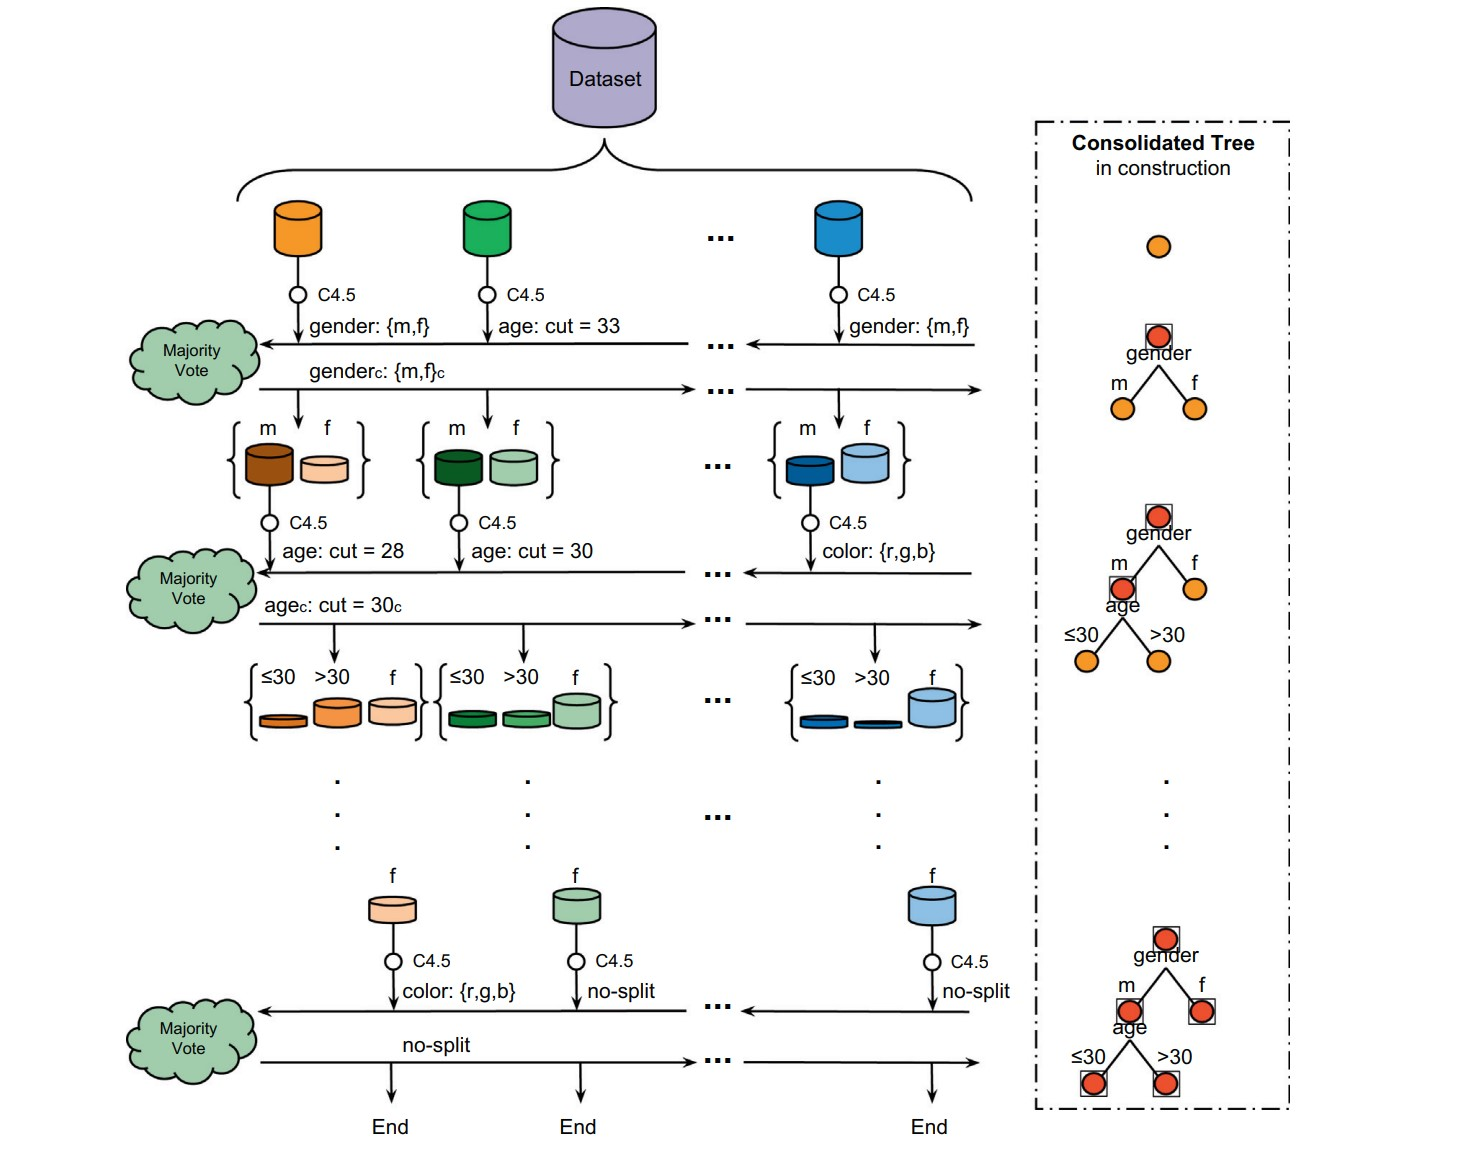 Dataset
Consolidated Tree
in construction
...
C4.5
C4.5
C4.5
gender: {m,f}
age: cut = 33
gender: {m,f}
Majority
Vote
...
genderc: {m,f}c
...
gender
m f
m f
m f
m f
...
C4.5
C4.5
C4.5
age: cut = 28
age: cut = 30
color: {r,g,b}
gender
m f
Majority
Vote
...
agec: cut = 30c
...
age
≤30 >30
≤30 >30 f
≤30 >30 f
≤30 >30 f
...
...
f
f
f
C4.5
C4.5
C4.5
color: {r,g,b}
no-split
no-split
gender
m f
Majority
Vote
...
no-split
...
age
≤30 >30
End
End
End